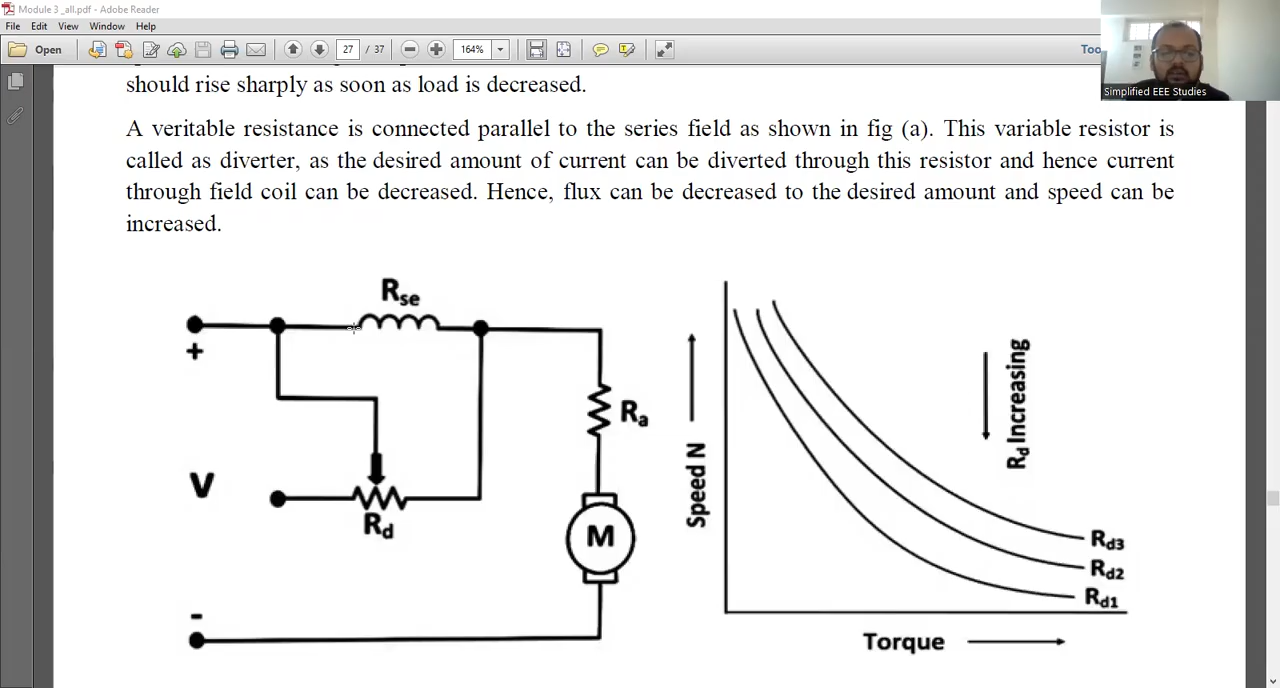 Module 3 _all.pdf - Adobe Reader
File Edit View Window Help
Open 27 / 37 164% Too
Simplified EEE Studies
should rise sharply as soon as load is decreased.
A veritable resistance is connected parallel to the series field as shown in fig (a). This variable resistor is
called as diverter, as the desired amount of current can be diverted through this resistor and hence current
through field coil can be decreased. Hence, flux can be decreased to the desired amount and speed can be
increased.
Rse
+
Ra
V
Rd
M
-
Speed N
Rd Increasing
Rd3
Rd2
Rd1
Torque